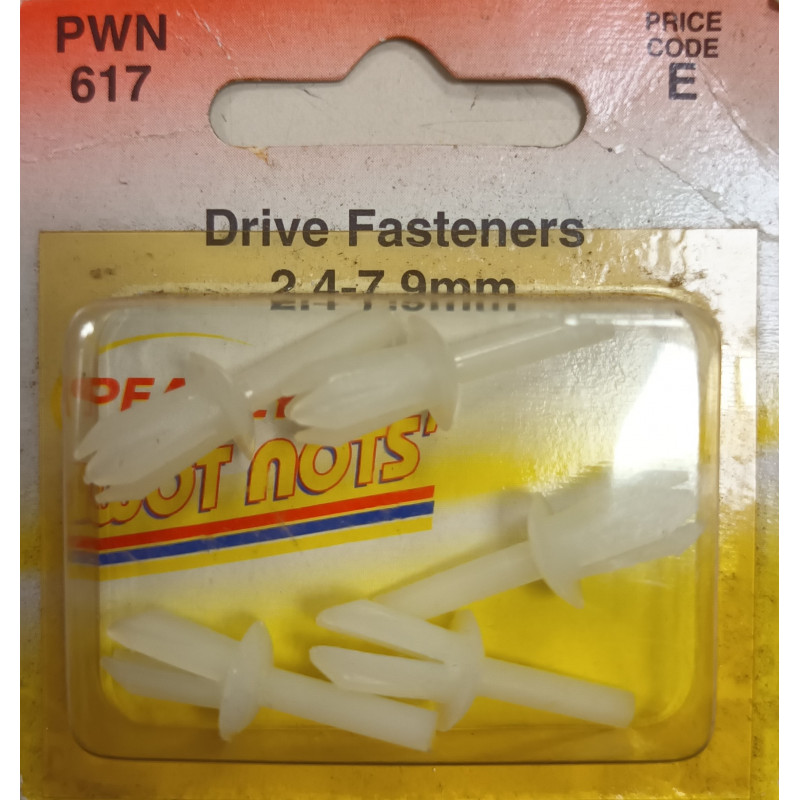 PWN
617
PRICE
CODE
E
Drive Fasteners
2.4-7.9mm
WOT NOTS'